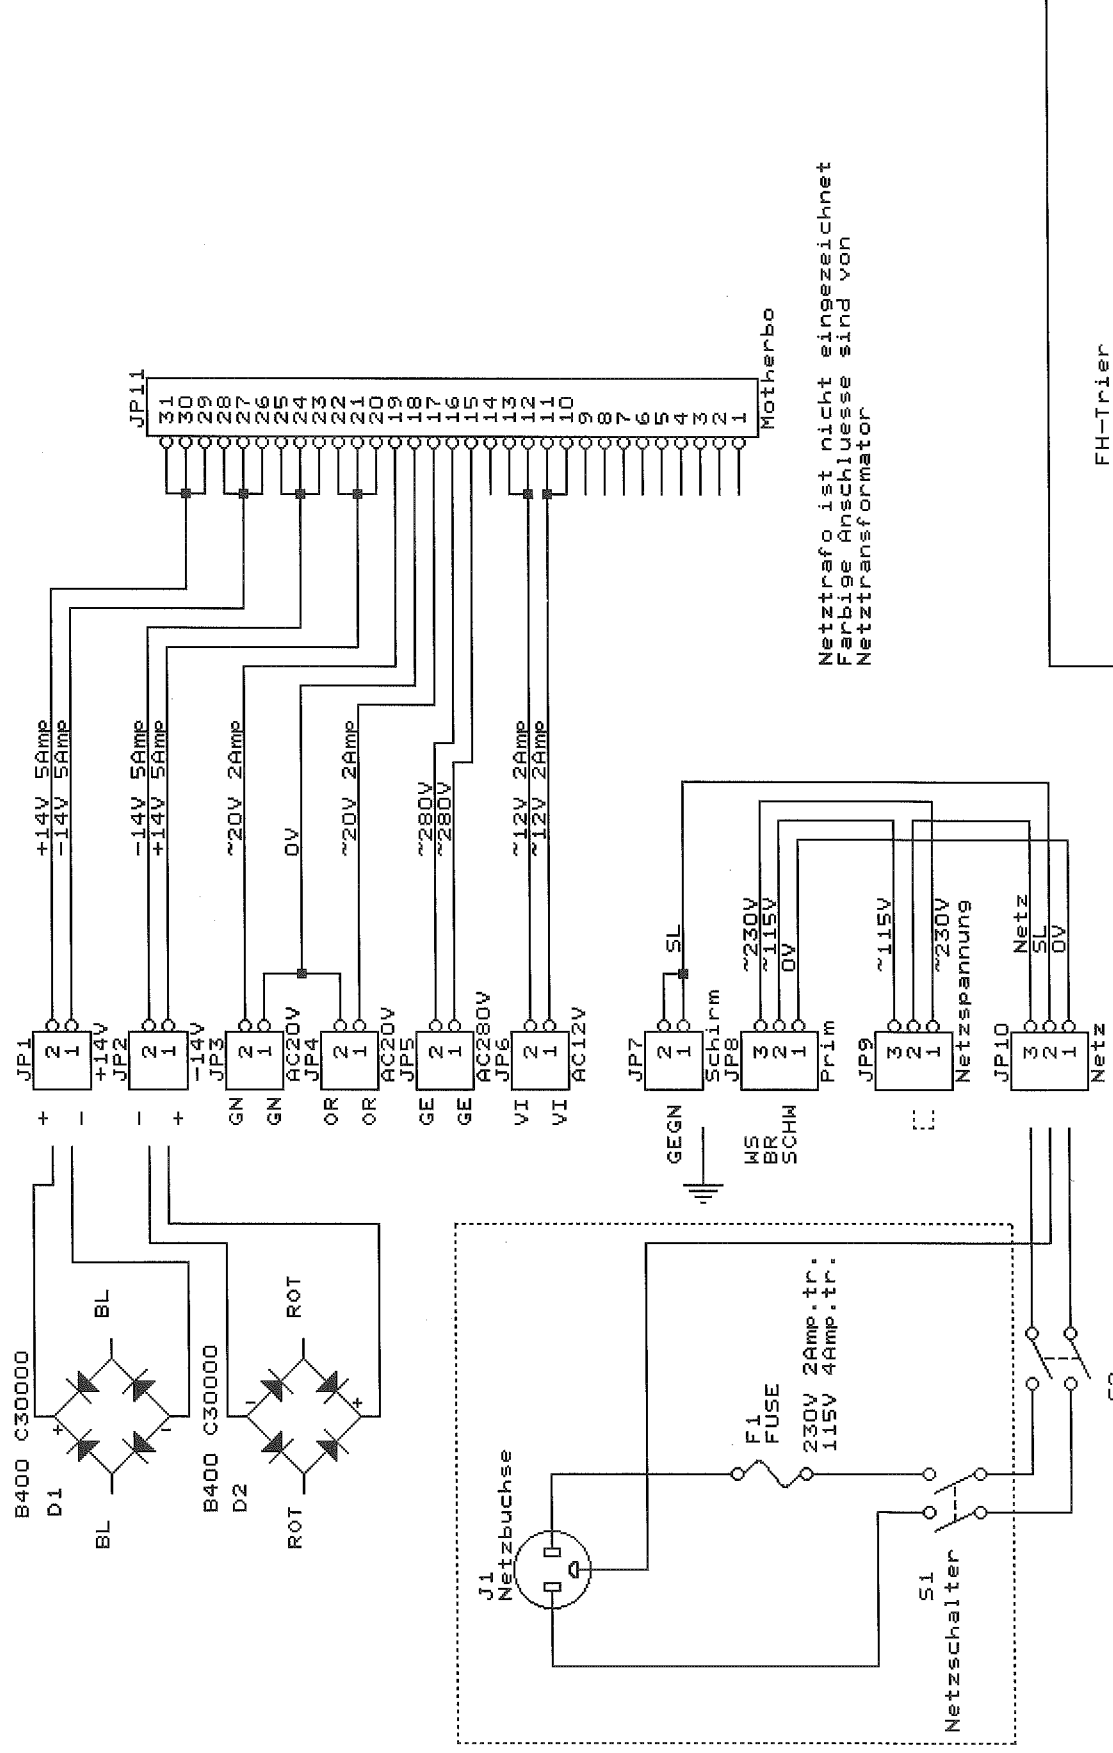 B400 C30000
D1
BL
BL
+
-
+
-
JP1
2
1
+14V
+14V 5Amp
-14V 5Amp
B400 C30000
D2
ROT
ROT
-
+
-
+
JP2
2
1
-14V
-14V 5Amp
+14V 5Amp
GN
GN
JP3
2
1
AC20V
~20V 2Amp
0V
OR
OR
JP4
2
1
AC20V
~20V 2Amp
GE
GE
JP5
2
1
AC280V
~280V
~280V
VI
VI
JP6
2
1
AC12V
~12V 2Amp
~12V 2Amp
JP11
31
30
29
28
27
26
25
24
23
22
21
20
19
18
17
16
15
14
13
12
11
10
9
8
7
6
5
4
3
2
1
Motherbo
J1
Netzbuchse
F1
FUSE
230V 2Amp.tr.
115V 4Amp.tr.
S1
Netzschalter
GEGN
JP7
2
1
Schirm
SL
WS
BR
SCHW
JP8
3
2
1
Prim
~230V
~115V
0V
JP9
3
2
1
Netzspannung
~115V
~230V
JP10
3
2
1
Netz
Netz
SL
0V
Netztrafo ist nicht eingezeichnet
Farbige Anschluesse sind von
Netztransformator
FH-Trier